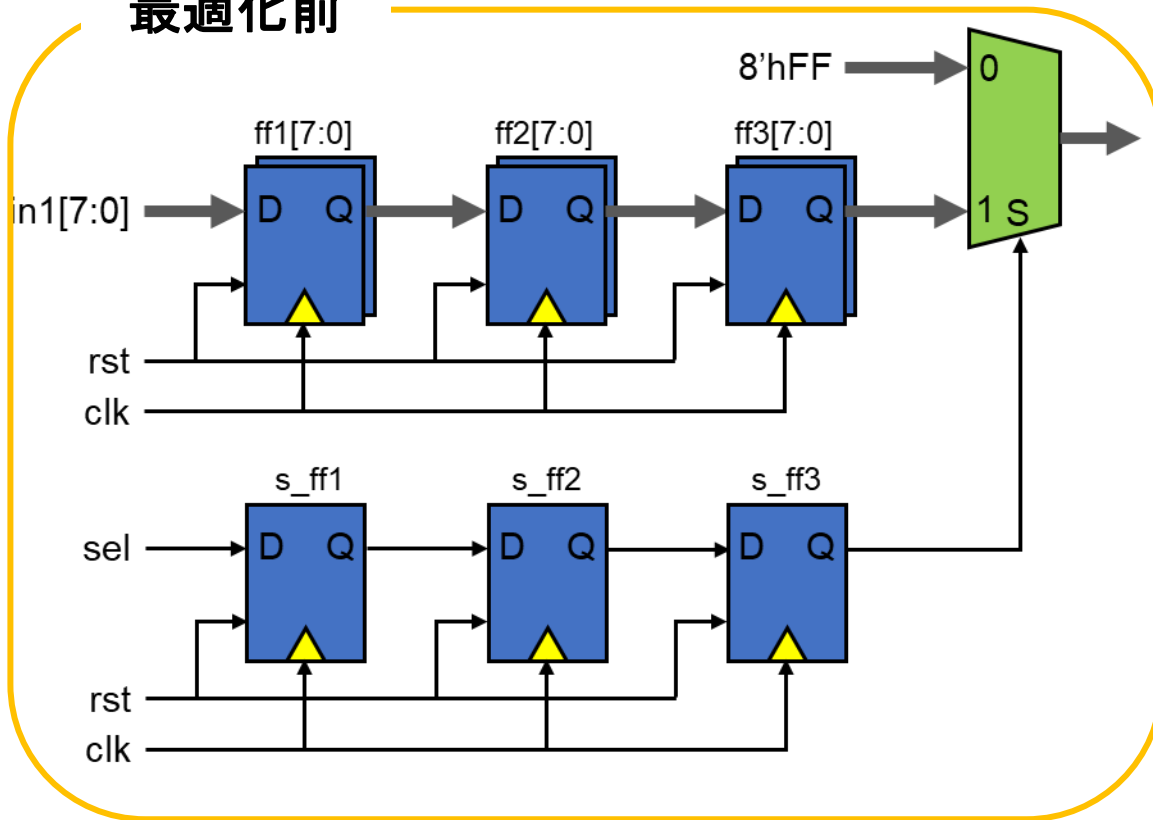 最適化前
8'hFF
0
ff1[7:0]
ff2[7:0]
ff3[7:0]
in1[7:0]
D Q
D Q
D Q
1 S
rst
clk
s_ff1
s_ff2
s_ff3
sel
D Q
D Q
D Q
rst
clk